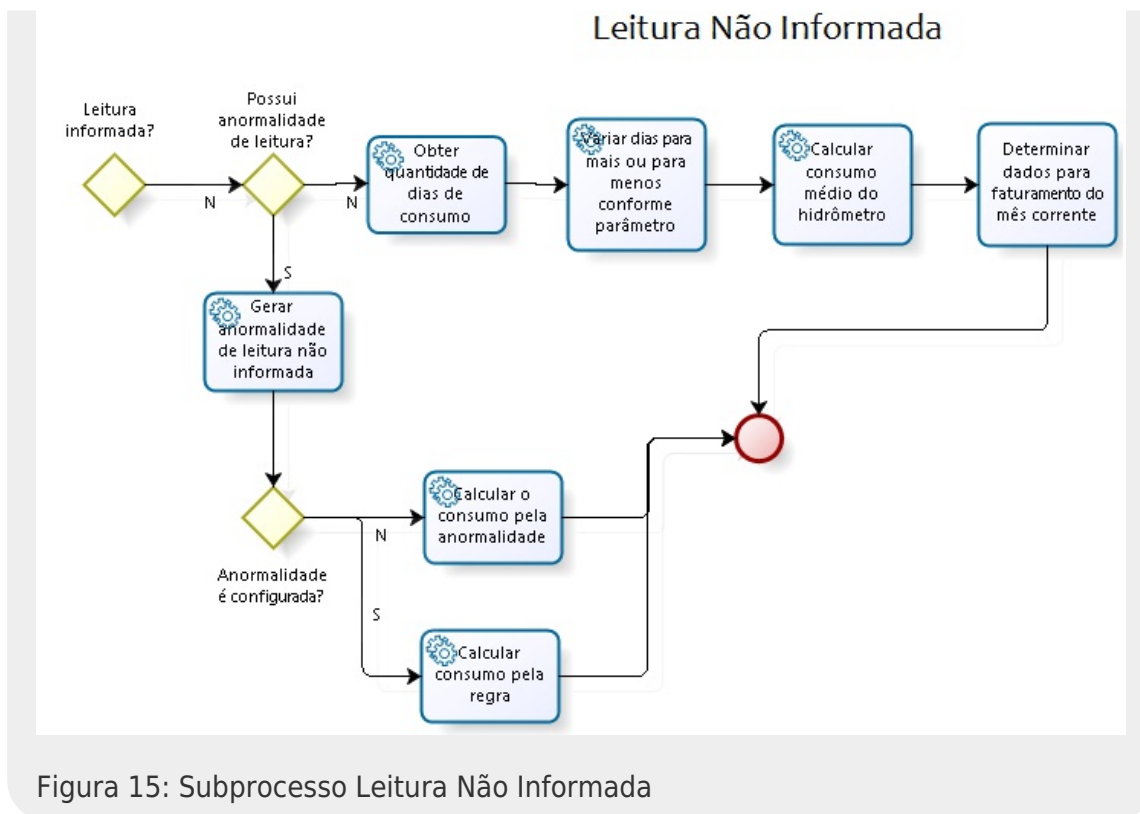 Leitura Não Informada
Leitura
informada?
Possui
anormalidade
de leitura?
N
N
S
Obter
quantidade de
dias de
consumo
Variar dias para
mais ou para
menos
conforme
parâmetro
Calcular
consumo
médio do
hidrômetro
Determinar
dados para
faturamento do
mês corrente
Gerar
anormalidade
de leitura não
informada
Anormalidade
é configurada?
N
S
Calcular o
consumo pela
anormalidade
Calcular
consumo pela
regra
Figura 15: Subprocesso Leitura Não Informada